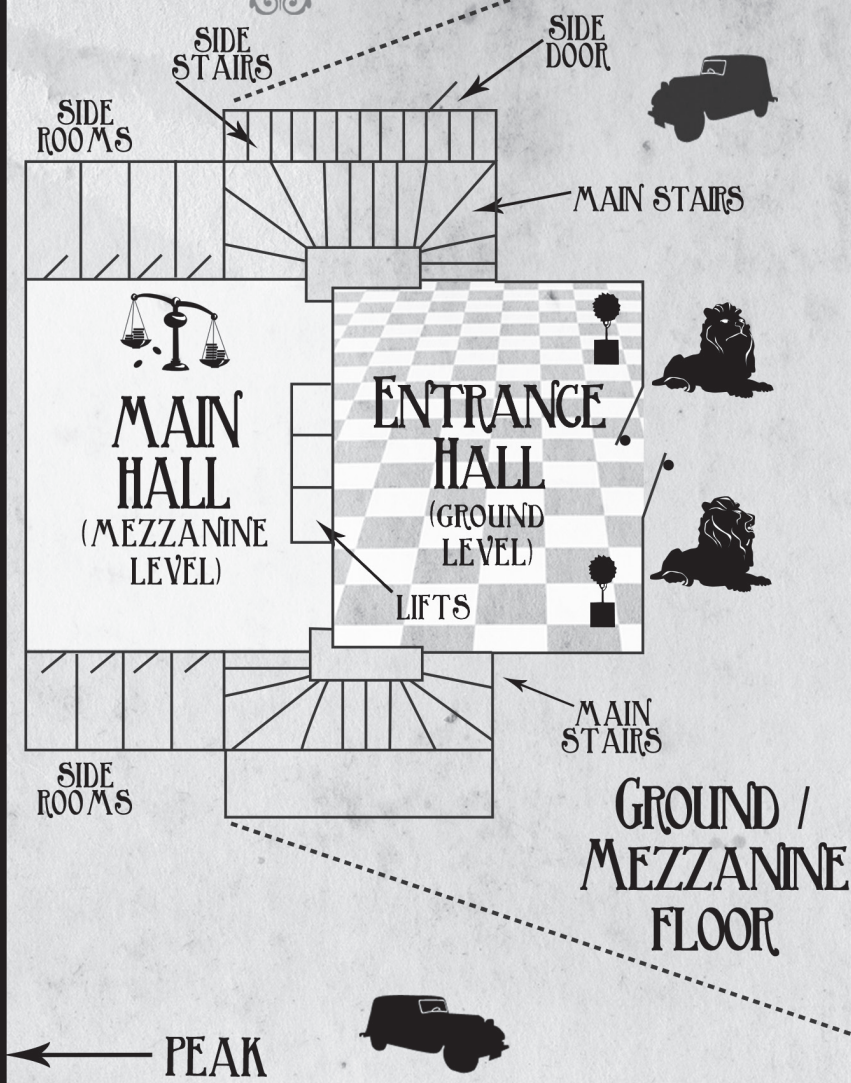 SIDE
STAIRS
SIDE
DOOR
SIDE
ROOMS
MAIN STAIRS
MAIN
HALL
(MEZZANINE
LEVEL)
ENTRANCE
HALL
(GROUND
LEVEL)
LIFTS
MAIN
STAIRS
SIDE
ROOMS
GROUND /
MEZZANINE
FLOOR
PEAK